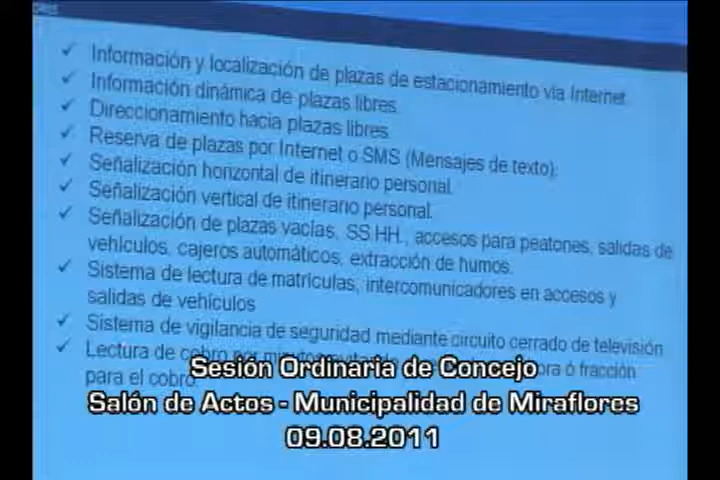 ✓ Información y localización de plazas de estacionamiento vía Internet.
✓ Información dinámica de plazas libres.
✓ Direccionamiento hacia plazas libres.
✓ Reserva de plazas por Internet o SMS (Mensajes de texto).
✓ Señalización horizontal de itinerario personal.
✓ Señalización vertical de itinerario personal.
✓ Señalización de plazas vacías, SS.HH., accesos para peatones, salidas de
vehículos, cajeros automáticos, extracción de humos.
✓ Sistema de lectura de matrículas, intercomunicadores en accesos y
salidas de vehículos
✓ Sistema de vigilancia de seguridad mediante circuito cerrado de televisión
✓ Lectura de cobro por minutos ó fracción
para el cobro.
Sesión Ordinaria de Concejo
Salón de Actos - Municipalidad de Miraflores
09.08.2011